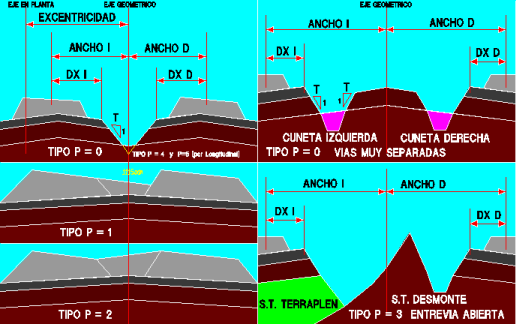 EJE EN PLANTA
EJE GEOMETRICO
EXCENTRICIDAD
ANCHO I
ANCHO D
DX I
DX D
T
1
TIPO P = 0
TIPO P = 4 y P=5 (por Longitudinal)
EJE GEOMETRICO
ANCHO I
ANCHO D
DX I
DX D
T
1
T
1
CUNETA IZQUIERDA
CUNETA DERECHA
TIPO P = 0 VIAS MUY SEPARADAS
TIPO P = 1
TIPO P = 2
ANCHO I
ANCHO D
DX I
DX D
S.T. TERRAPLEN
S.T. DESMONTE
TIPO P = 3 ENTREVIA ABIERTA